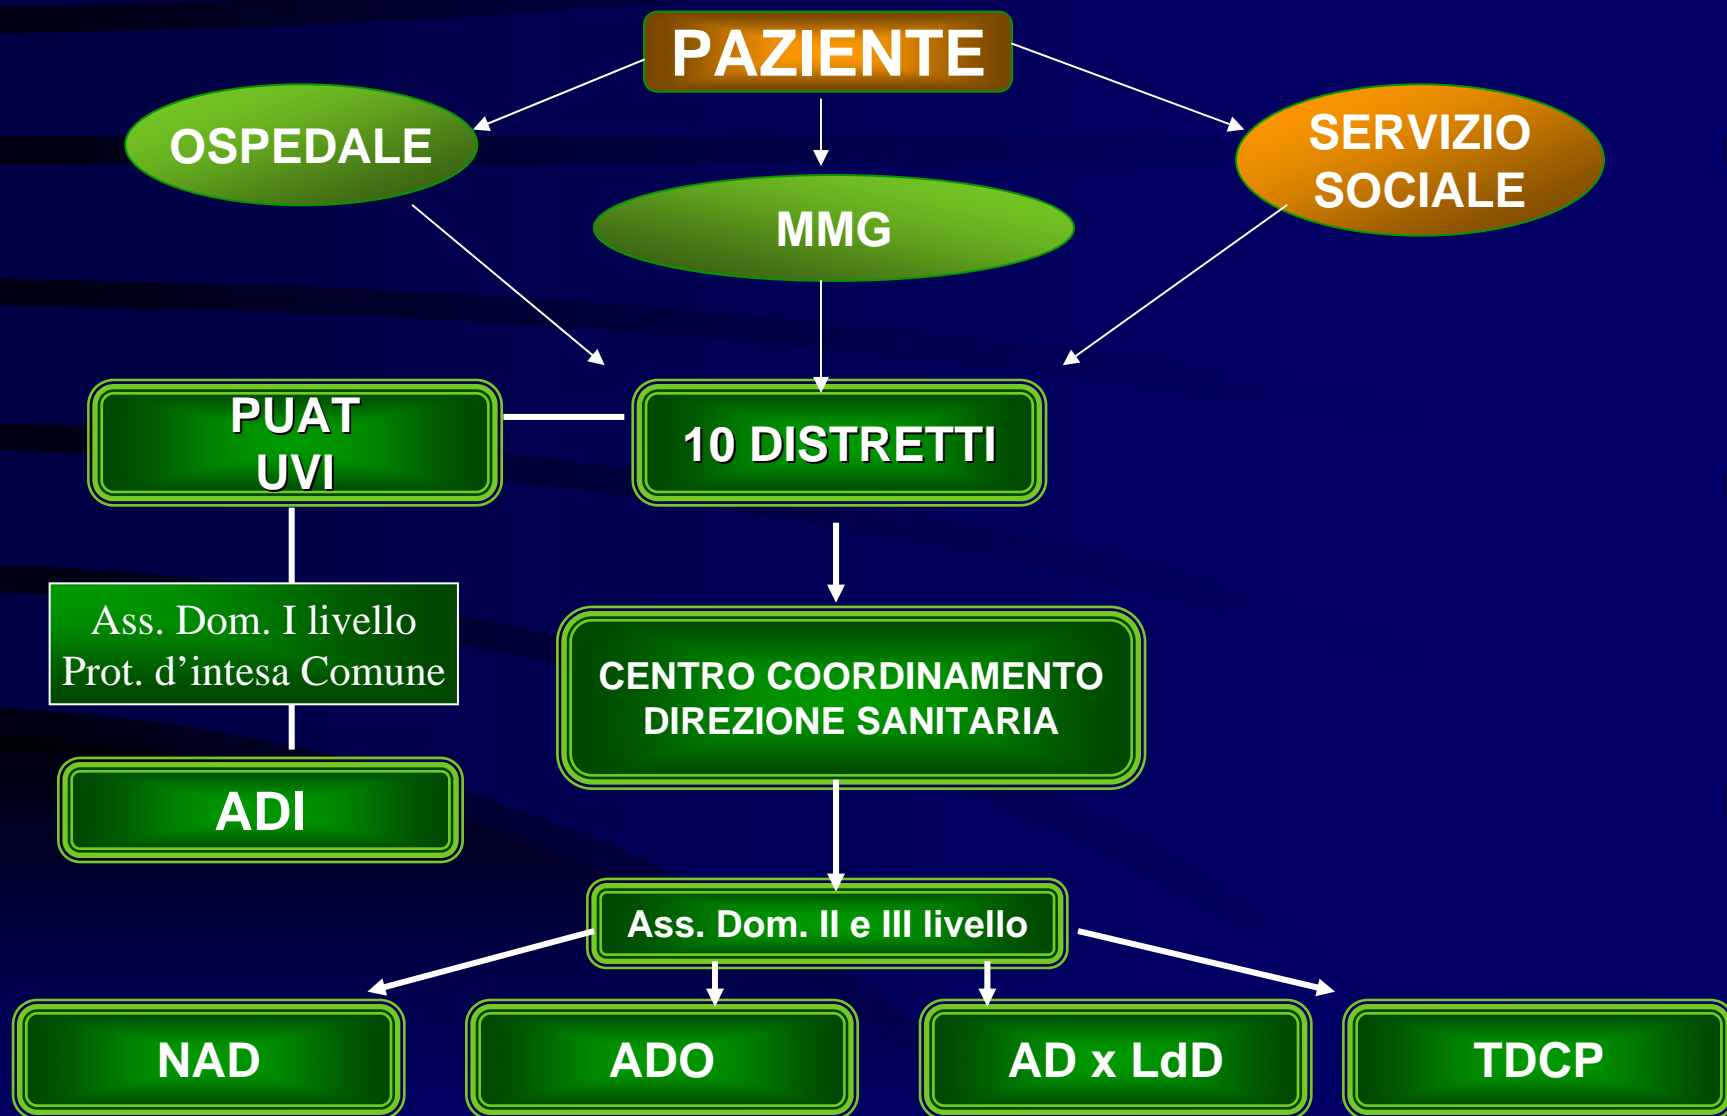 PAZIENTE
OSPEDALE
SERVIZIO
SOCIALE
MMG
PUAT
UVI
10 DISTRETTI
Ass. Dom. I livello
Prot. d’intesa Comune
CENTRO COORDINAMENTO
DIREZIONE SANITARIA
ADI
Ass. Dom. II e III livello
NAD
ADO
AD x LdD
TDCP